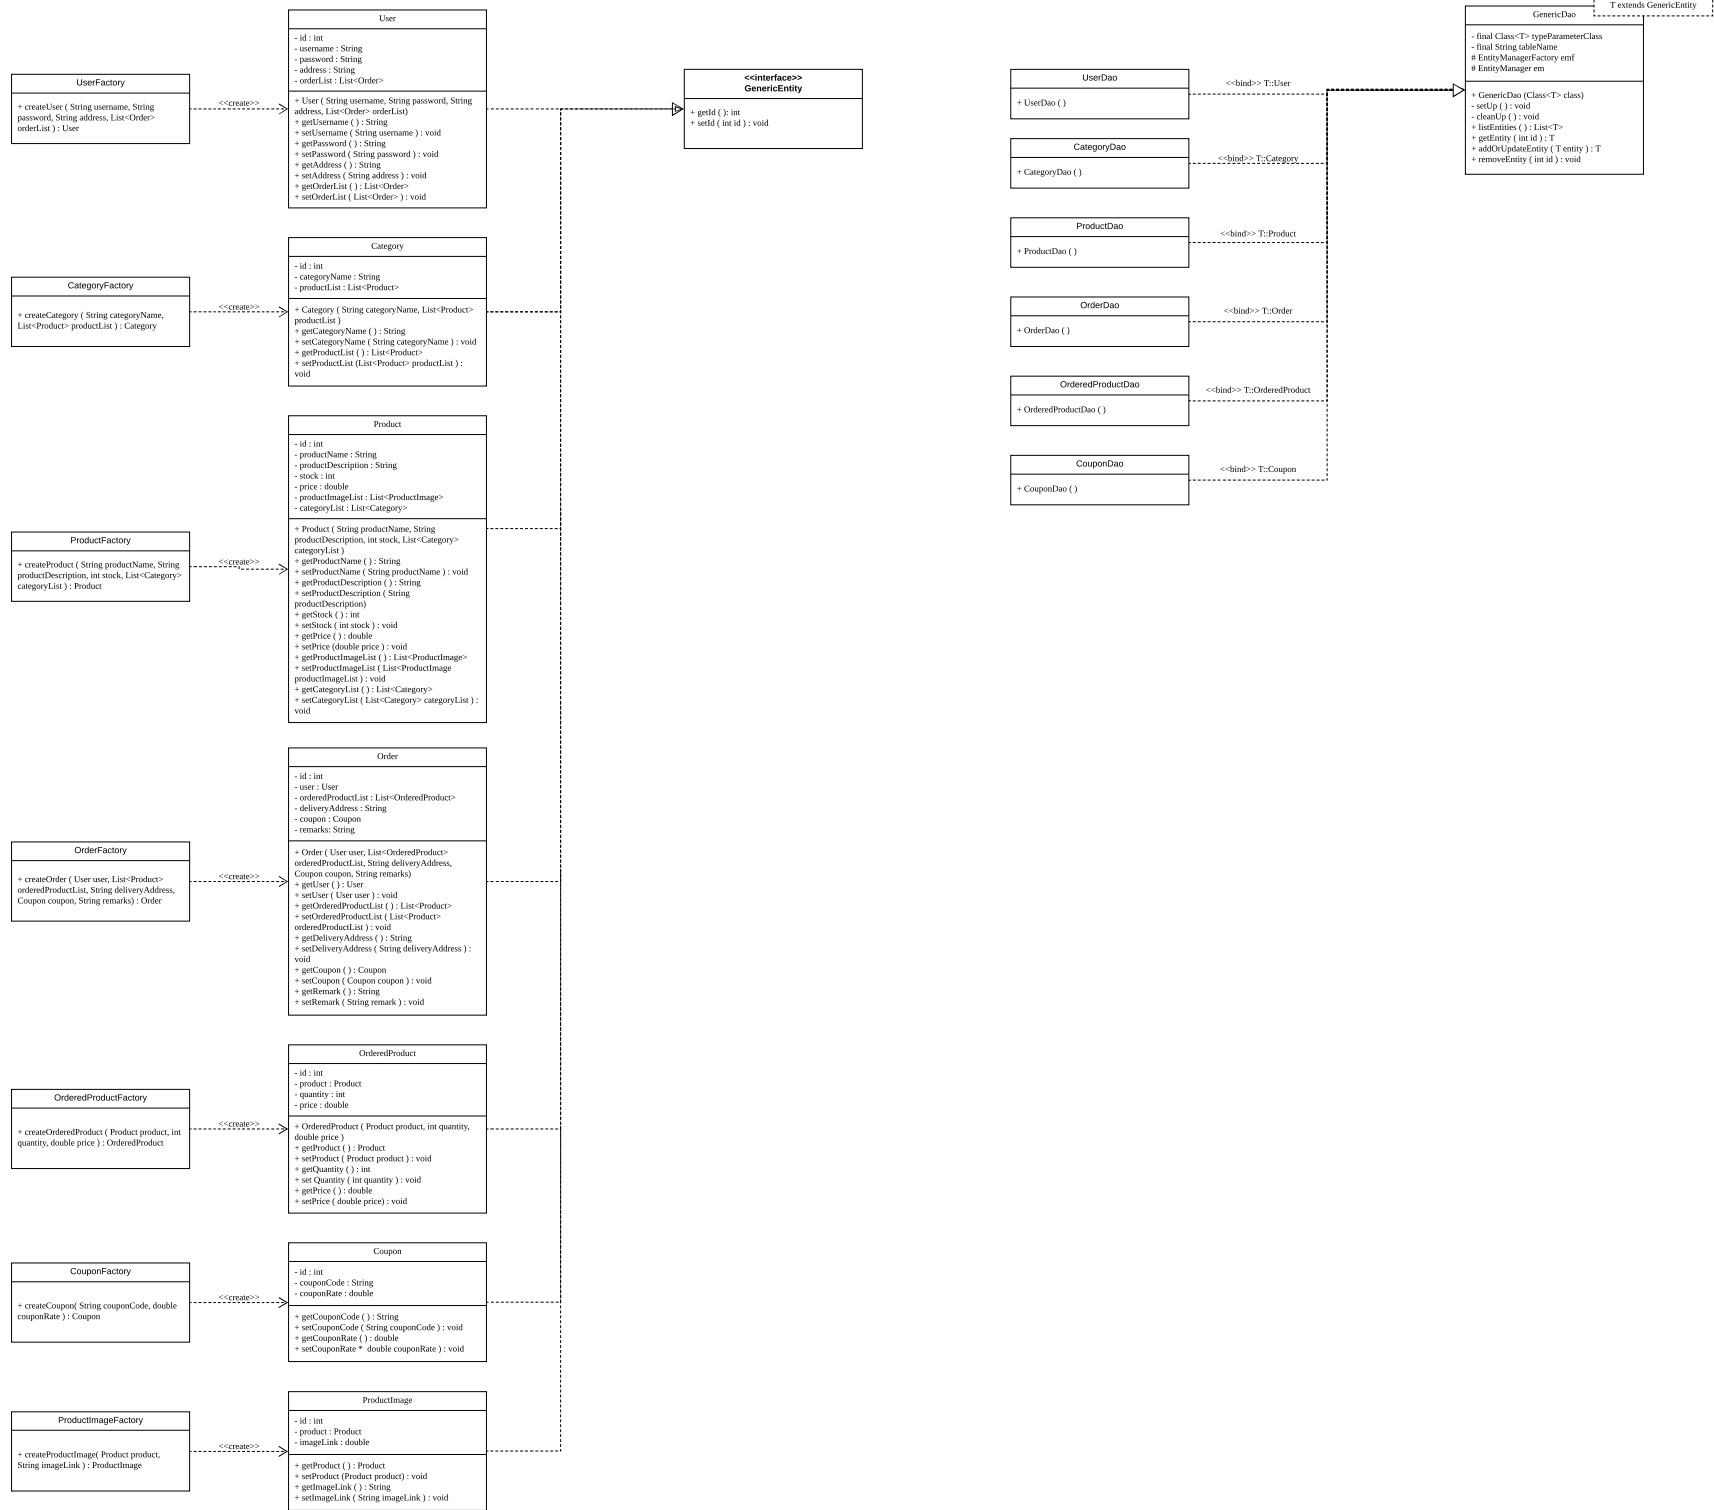 User
- id : int
- username : String
- password : String
- address : String
- orderList : List<Order>
+ User ( String username, String password, String
address, List<Order> orderList)
+ getUsername ( ) : String
+ setUsername ( String username ) : void
+ getPassword ( ) : String
+ setPassword ( String password ) : void
+ getAddress ( ) : String
+ setAddress ( String address ) : void
+ getOrderList ( ) : List<Order>
+ setOrderList ( List<Order> ) : void
UserFactory
+ createUser ( String username, String
password, String address, List<Order>
orderList ) : User
<<create>>
<<interface>>
GenericEntity
+ getId ( ): int
+ setId ( int id ) : void
Category
- id : int
- categoryName : String
- productList : List<Product>
+ Category ( String categoryName, List<Product>
productList )
+ getCategoryName ( ) : String
+ setCategoryName ( String categoryName ) : void
+ getProductList ( ) : List<Product>
+ setProductList (List<Product> productList ) :
void
CategoryFactory
+ createCategory ( String categoryName,
List<Product> productList ) : Category
<<create>>
Product
- id : int
- productName : String
- productDescription : String
- stock : int
- price : double
- productImageList : List<ProductImage>
- categoryList : List<Category>
+ Product ( String productName, String
productDescription, int stock, List<Category>
categoryList )
+ getProductName ( ) : String
+ setProductName ( String productName ) : void
+ getProductDescription ( ) : String
+ setProductDescription ( String
productDescription)
+ getStock ( ) : int
+ setStock ( int stock ) : void
+ getPrice ( ) : double
+ setPrice (double price ) : void
+ getProductImageList ( ) : List<ProductImage>
+ setProductImageList ( List<ProductImage
productImageList ) : void
+ getCategoryList ( ) : List<Category>
+ setCategoryList ( List<Category> categoryList ) :
void
ProductFactory
+ createProduct ( String productName, String
productDescription, int stock, List<Category>
categoryList ) : Product
<<create>>
Order
- id : int
- user : User
- orderedProductList : List<OrderedProduct>
- deliveryAddress : String
- coupon : Coupon
- remarks: String
+ Order ( User user, List<OrderedProduct>
orderedProductList, String deliveryAddress,
Coupon coupon, String remarks)
+ getUser ( ) : User
+ setUser ( User user ) : void
+ getOrderedProductList ( ) : List<Product>
+ setOrderedProductList ( List<Product>
orderedProductList ) : void
+ getDeliveryAddress ( ) : String
+ setDeliveryAddress ( String deliveryAddress ) :
void
+ getCoupon ( ) : Coupon
+ setCoupon ( Coupon coupon ) : void
+ getRemark ( ) : String
+ setRemark ( String remark ) : void
OrderFactory
+ createOrder ( User user, List<Product>
orderedProductList, String deliveryAddress,
Coupon coupon, String remarks) : Order
<<create>>
OrderedProduct
- id : int
- product : Product
- quantity : int
- price : double
+ OrderedProduct ( Product product, int quantity,
double price )
+ getProduct ( ) : Product
+ setProduct ( Product product ) : void
+ getQuantity ( ) : int
+ set Quantity ( int quantity ) : void
+ getPrice ( ) : double
+ setPrice ( double price) : void
OrderedProductFactory
+ createOrderedProduct ( Product product, int
quantity, double price ) : OrderedProduct
<<create>>
Coupon
- id : int
- couponCode : String
- couponRate : double
+ getCouponCode ( ) : String
+ setCouponCode ( String couponCode ) : void
+ getCouponRate ( ) : double
+ setCouponRate * double couponRate ) : void
CouponFactory
+ createCoupon( String couponCode, double
couponRate ) : Coupon
<<create>>
ProductImage
- id : int
- product : Product
- imageLink : double
+ getProduct ( ) : Product
+ setProduct (Product product) : void
+ getImageLink ( ) : String
+ setImageLink ( String imageLink ) : void
ProductImageFactory
+ createProductImage( Product product,
String imageLink ) : ProductImage
<<create>>
UserDao
+ UserDao ( )
<<bind>> T::User
CategoryDao
+ CategoryDao ( )
<<bind>> T::Category
ProductDao
+ ProductDao ( )
<<bind>> T::Product
OrderDao
+ OrderDao ( )
<<bind>> T::Order
OrderedProductDao
+ OrderedProductDao ( )
<<bind>> T::OrderedProduct
CouponDao
+ CouponDao ( )
<<bind>> T::Coupon
T extends GenericEntity
GenericDao
- final Class<T> typeParameterClass
- final String tableName
# EntityManagerFactory emf
# EntityManager em
+ GenericDao (Class<T> class)
- setUp ( ) : void
- cleanUp ( ) : void
+ listEntities ( ) : List<T>
+ getEntity ( int id ) : T
+ addOrUpdateEntity ( T entity ) : T
+ removeEntity ( int id ) : void